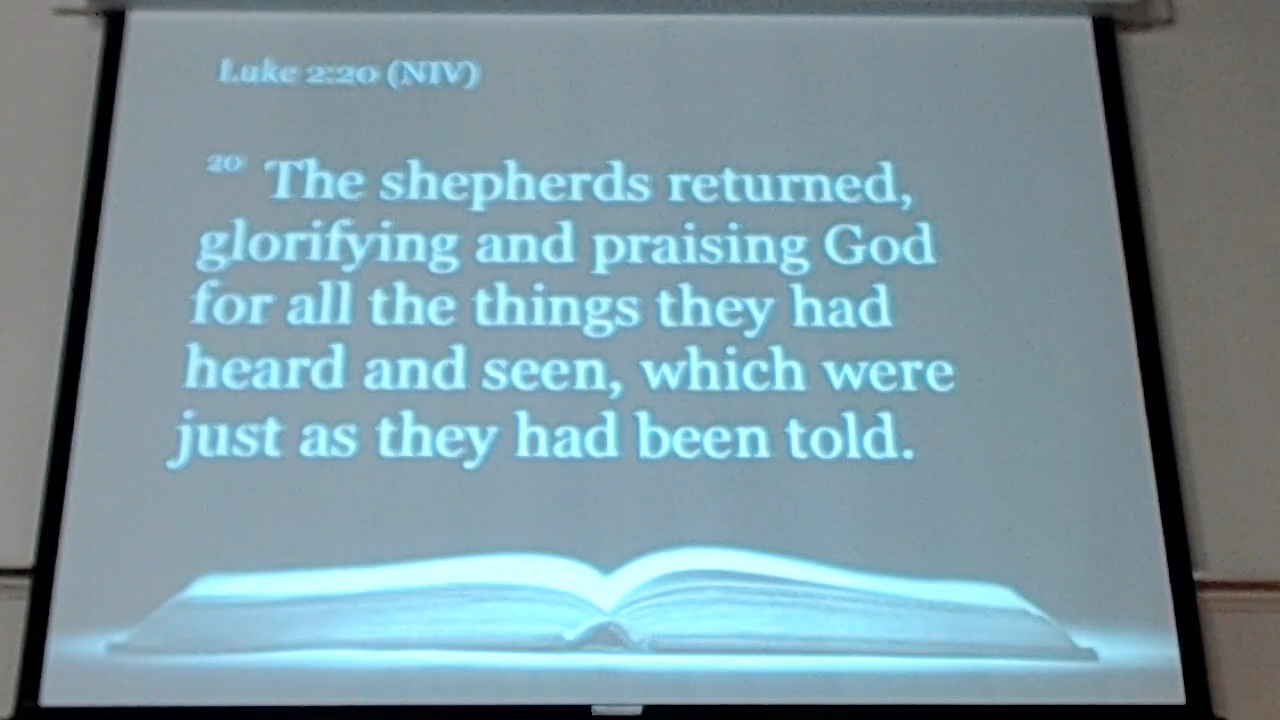 Luke 2:20 (NIV)
20 The shepherds returned,
glorifying and praising God
for all the things they had
heard and seen, which were
just as they had been told.